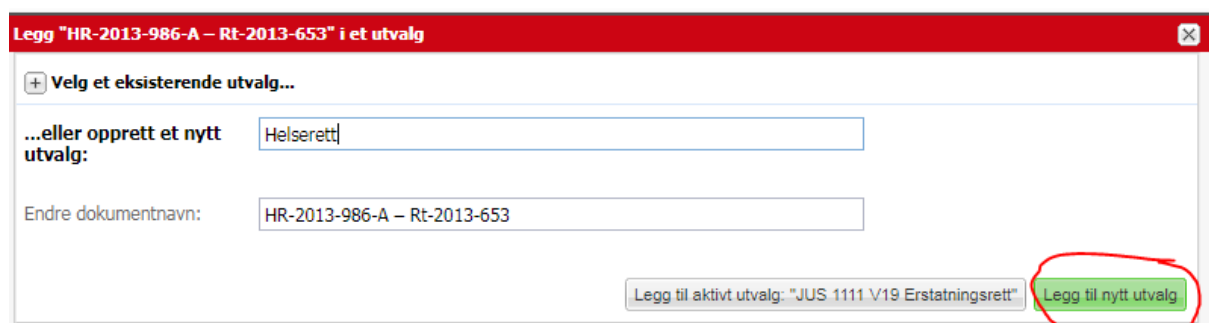 Legg "HR-2013-986-A – Rt-2013-653" i et utvalg
+ Velg et eksisterende utvalg...
...eller opprett et nytt
utvalg:
Helserett
Endre dokumentnavn:
HR-2013-986-A – Rt-2013-653
Legg til aktivt utvalg: "JUS 1111 V19 Erstatningsrett"
Legg til nytt utvalg